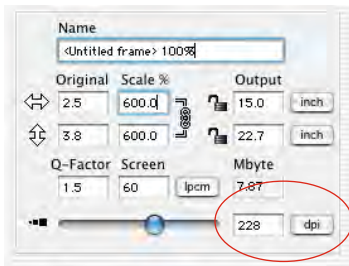 Name
<Untitled frame> 100%
Original Scale % Output
2.5 600.0 15.0 inch
3.8 600.0 22.7 inch
Q-Factor Screen Mbyte
1.5 60 lpcm 7.87
228 dpi